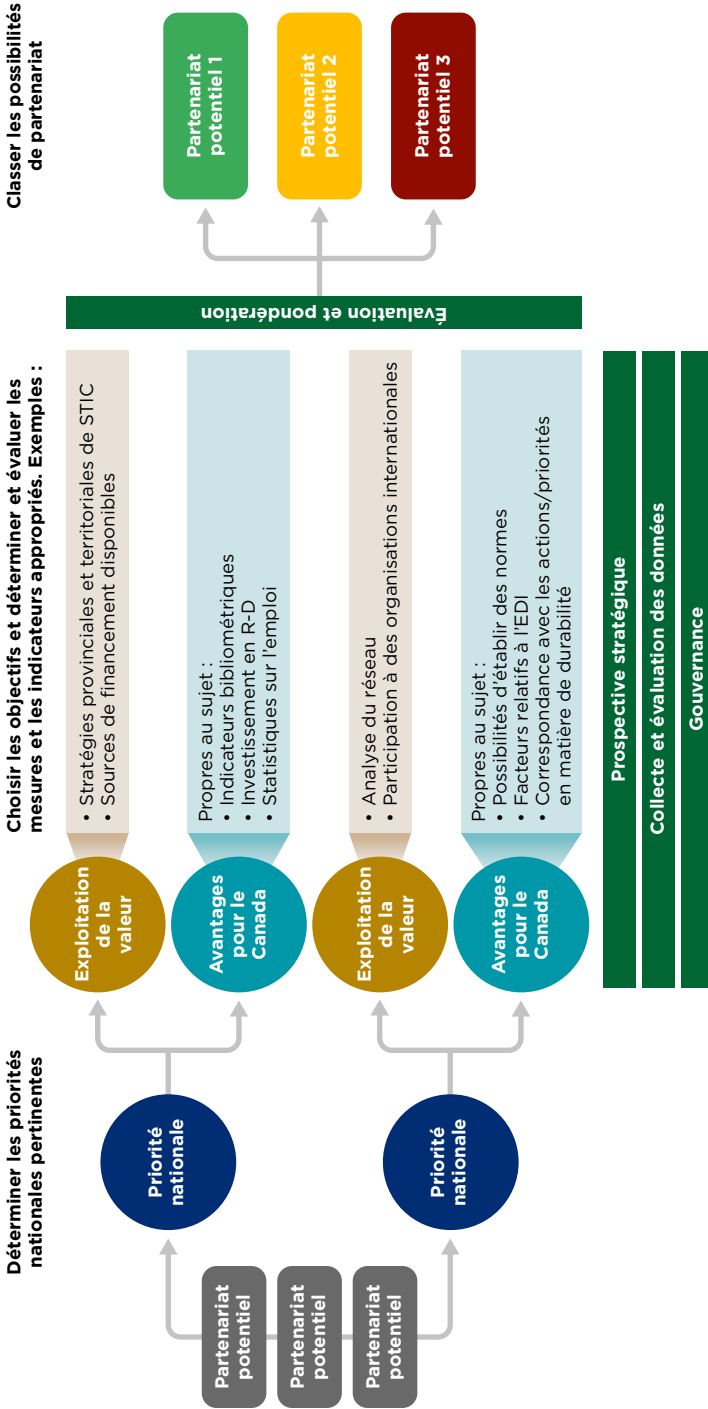 Déterminer les priorités
nationales pertinentes
Choisir les objectifs et déterminer et évaluer les
mesures et les indicateurs appropriés. Exemples :
Classer les possibilités
de partenariat
Partenariat
potentiel
Partenariat
potentiel
Partenariat
potentiel
Priorité
nationale
Priorité
nationale
Exploitation
de la
valeur
• Stratégies provinciales et territoriales de STIC
• Sources de financement disponibles
Avantages
pour le
Canada
Propres au sujet :
• Indicateurs bibliométriques
• Investissement en R-D
• Statistiques sur l'emploi
Exploitation
de la
valeur
• Analyse du réseau
• Participation à des organisations internationales
Avantages
pour le
Canada
Propres au sujet :
• Possibilités d'établir des normes
• Facteurs relatifs à l'EDI
• Correspondance avec les actions/priorités
en matière de durabilité
Évaluation et pondération
Partenariat
potentiel 1
Partenariat
potentiel 2
Partenariat
potentiel 3
Prospective stratégique
Collecte et évaluation des données
Gouvernance